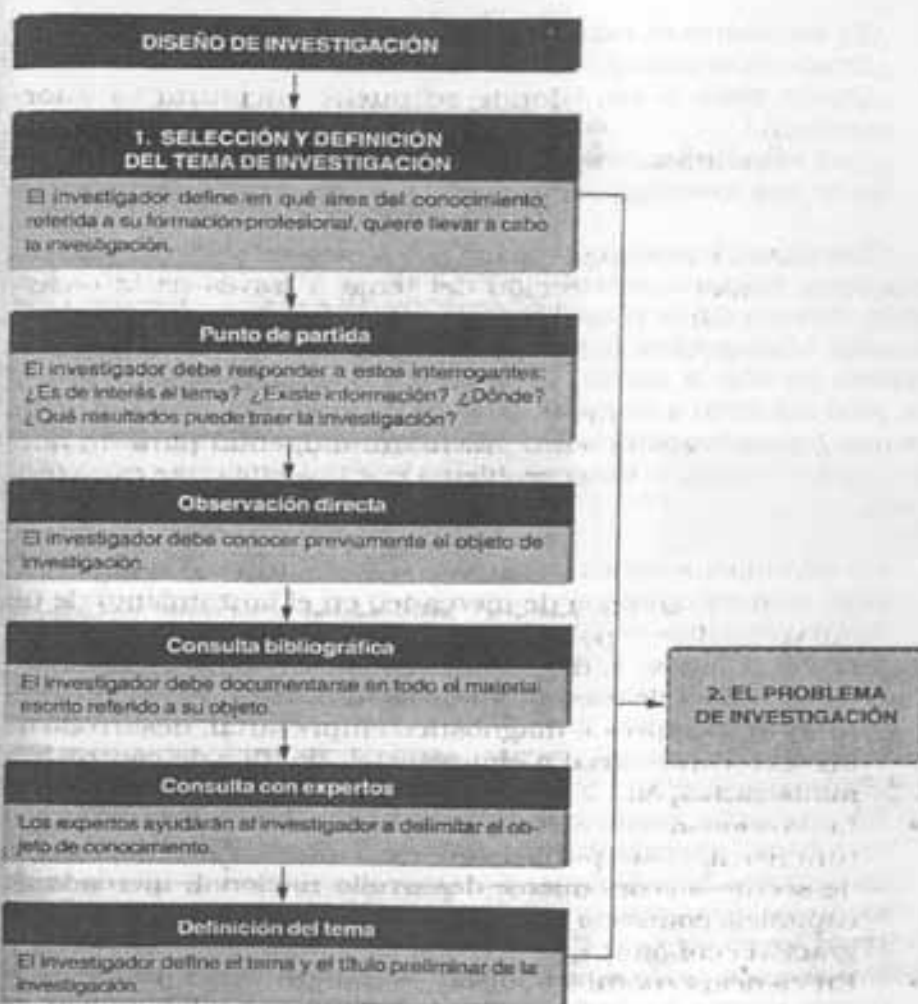 DISEÑO DE INVESTIGACIÓN
1. SELECCIÓN Y DEFINICIÓN
DEL TEMA DE INVESTIGACIÓN
El investigador define en qué área del conocimiento,
referida a su formación profesional, quiere llevar a cabo
la investigación.
Punto de partida
El investigador debe responder a estos interrogantes:
¿Es de interés el tema? ¿Existe información? ¿Dónde?
¿Qué resultados puede traer la investigación?
Observación directa
El investigador debe conocer previamente el objeto de
investigación.
Consulta bibliográfica
El investigador debe documentarse en todo el material
escrito referido a su objeto.
2. EL PROBLEMA
DE INVESTIGACIÓN
Consulta con expertos
Los expertos ayudarán al investigador a delimitar el ob-
jeto de conocimiento.
Definición del tema
El investigador define el tema y el título preliminar de la
investigación